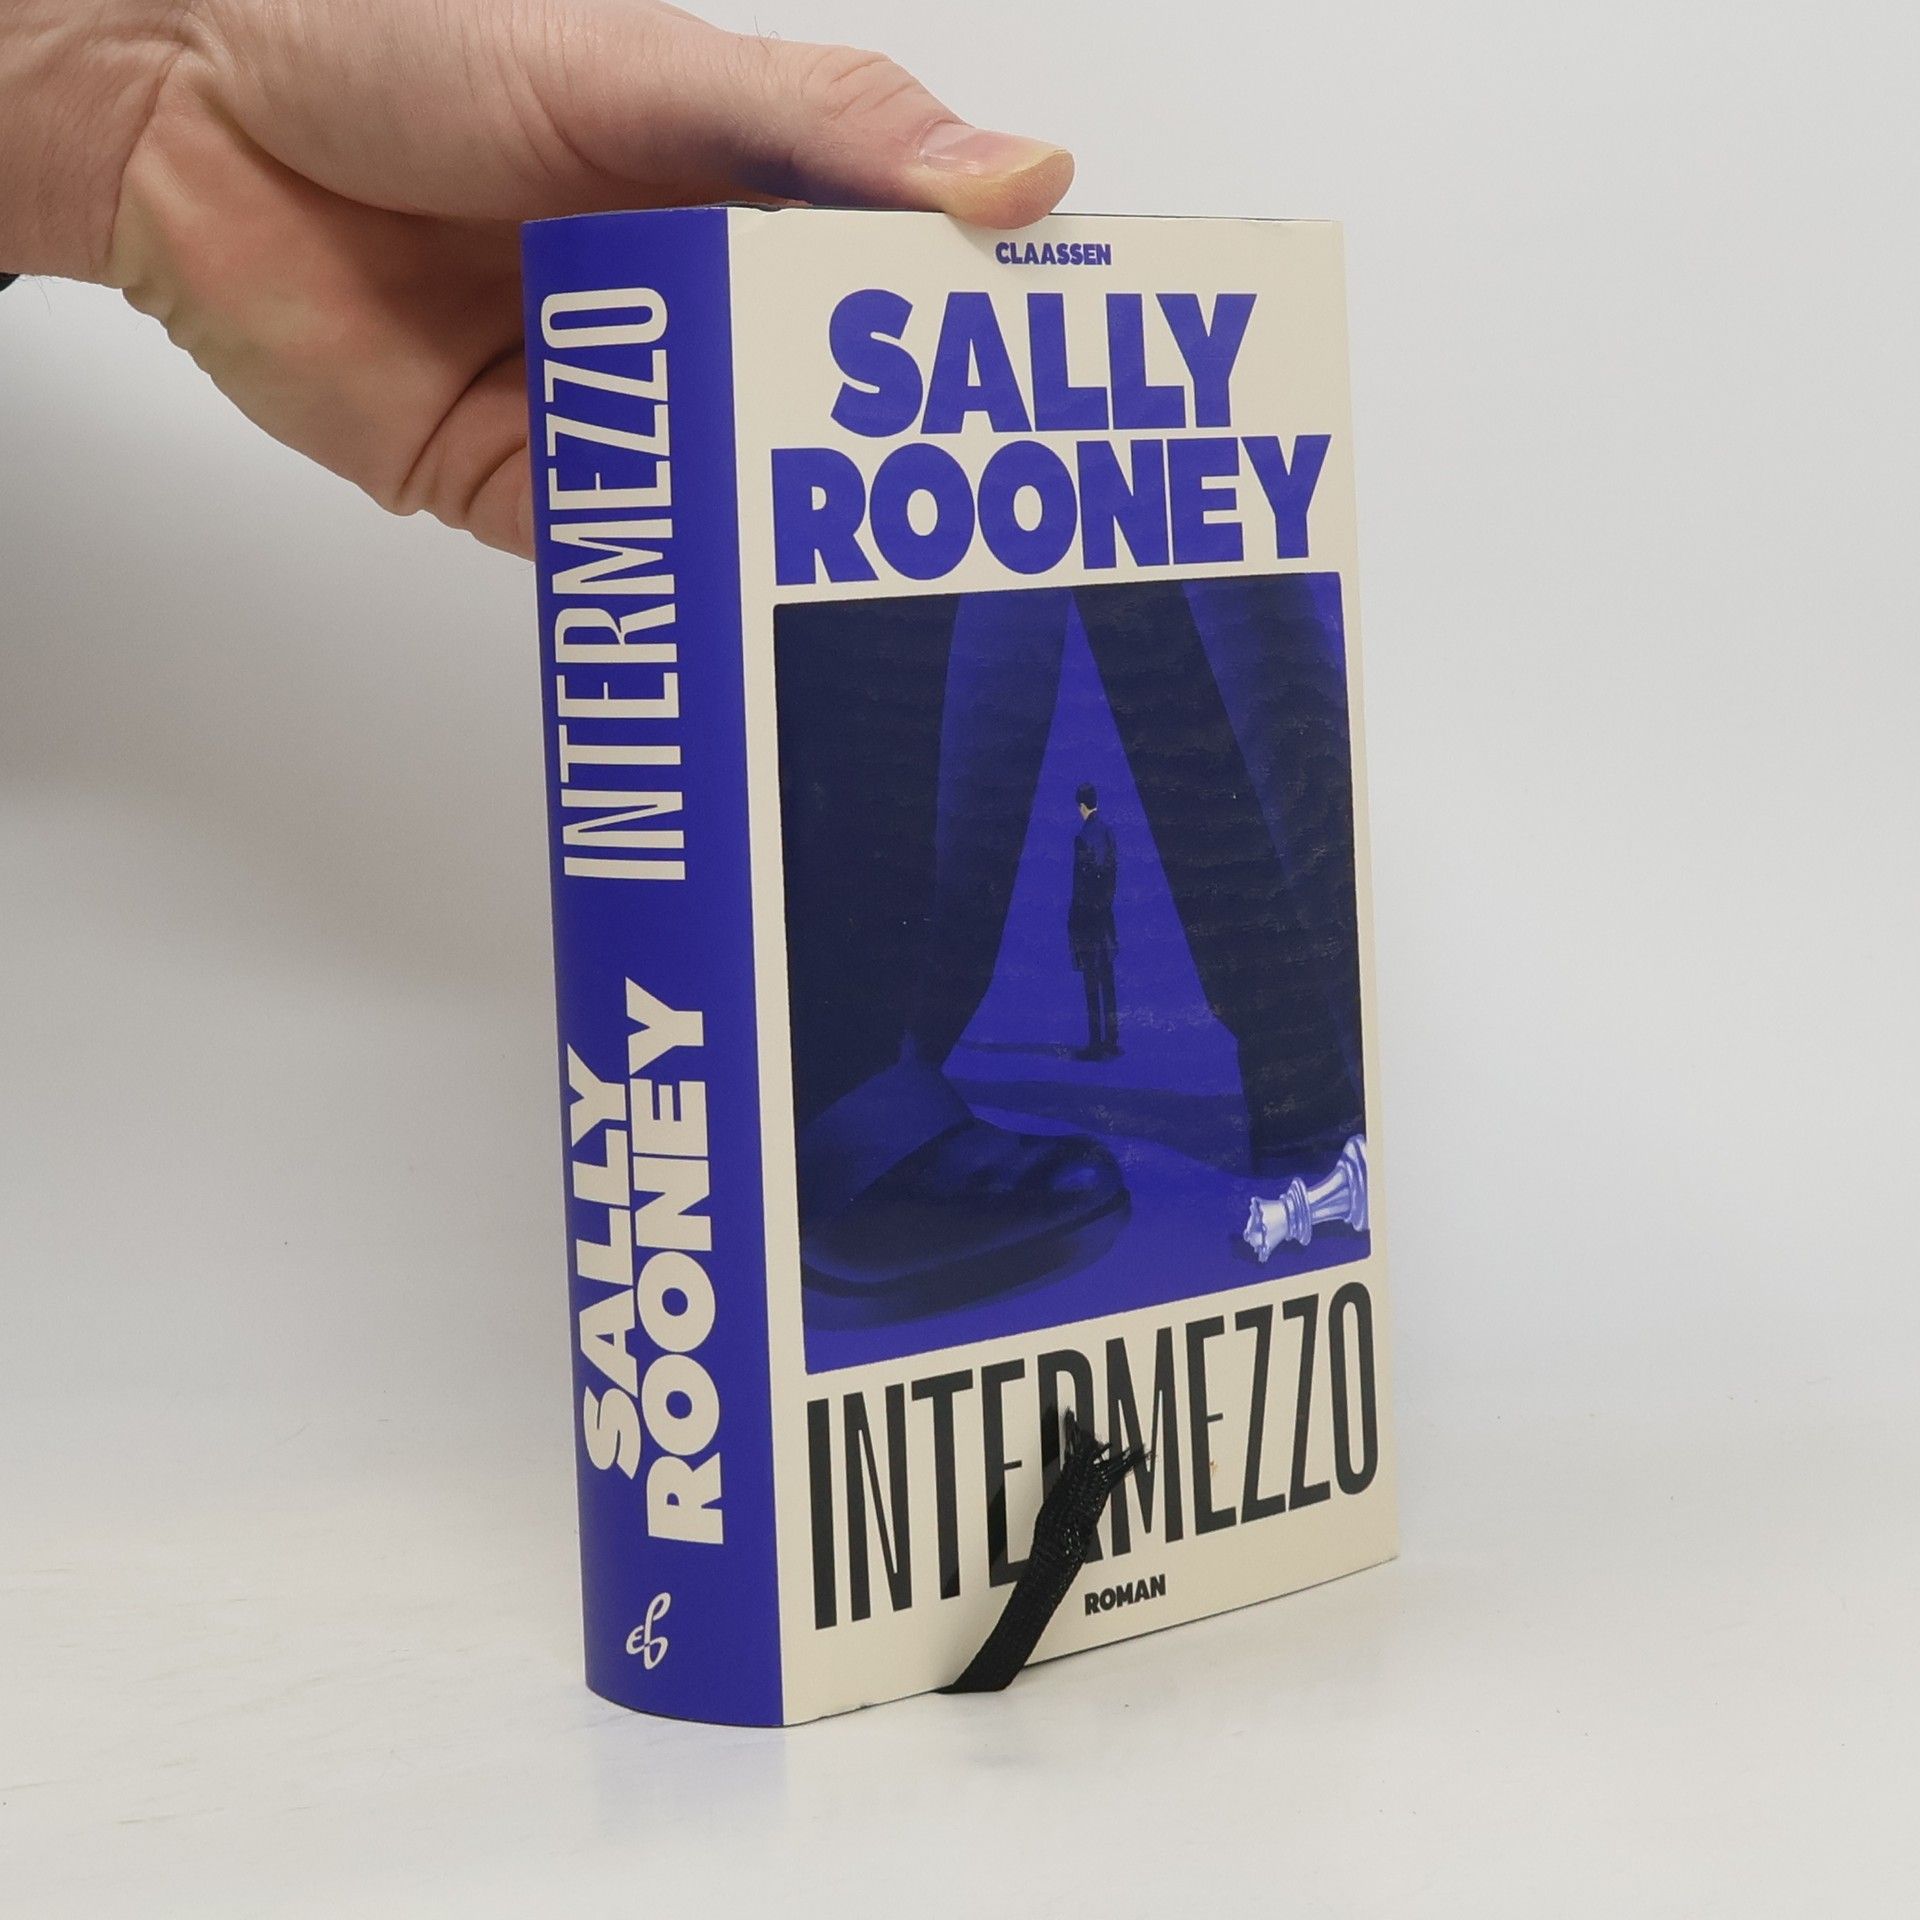 INTERMEZZO
SALLY
ROONEY
CLAASSEN
SALLY
ROONEY
INTERMEZZO
ROMAN